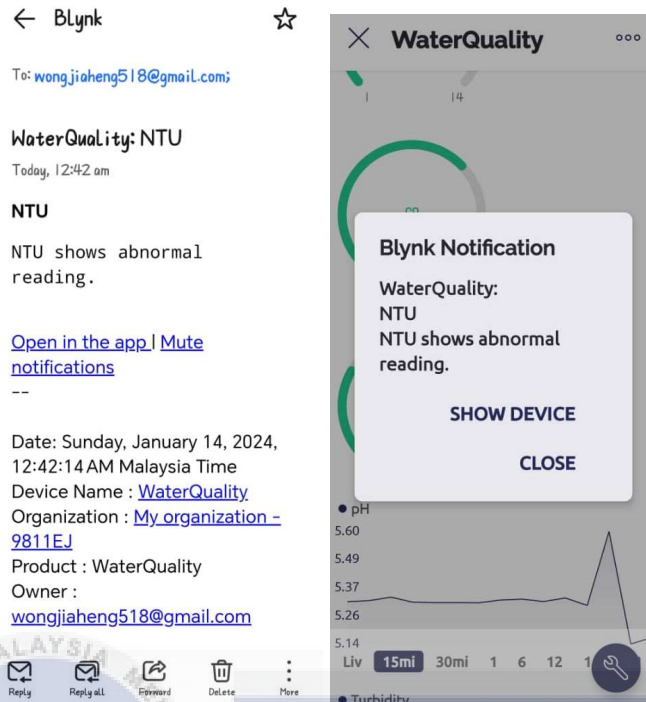 Blynk
To: wongjiaheng518@gmail.com;
WaterQuality: NTU
Today, 12:42 am
NTU
NTU shows abnormal
reading.
Open in the app | Mute
notifications
--
Date: Sunday, January 14, 2024,
12:42:14 AM Malaysia Time
Device Name : WaterQuality
Organization : My organization -
9811EJ
Product : WaterQuality
Owner :
wongjiaheng518@gmail.com
LAYSIA
Reply
Reply all
Forward
Delete
More
WaterQuality
1
14
Blynk Notification
WaterQuality:
NTU
NTU shows abnormal
reading.
SHOW DEVICE
CLOSE
pH
5.60
5.49
5.37
5.26
5.14
Liv 15mi 30mi 1 6 12 1
Turbidity